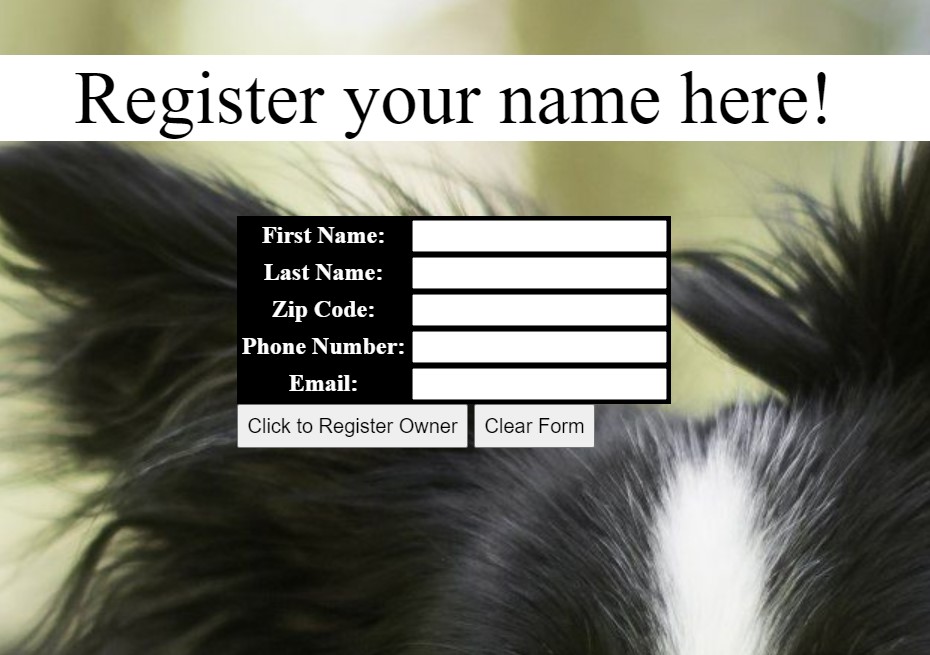 Register your name here!
First Name:
Last Name:
Zip Code:
Phone Number:
Email:
Click to Register Owner Clear Form